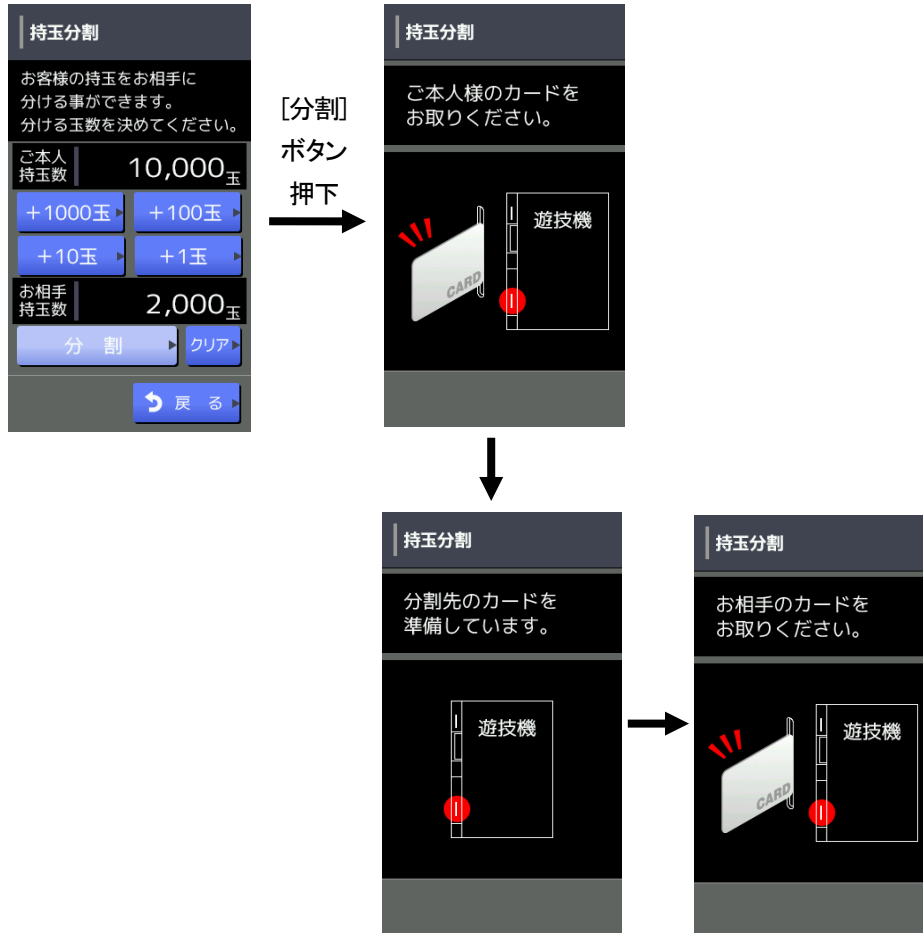 持玉分割
お客様の持玉をお相手に
分ける事ができます。
分ける玉数を決めてください。
ご本人
持玉数
10,000玉
+1000玉
+100玉
+10玉
+1玉
お相手
持玉数
2,000玉
分 割
クリア
戻 る
[分割]
ボタン
押下
持玉分割
ご本人様のカードを
お取りください。
遊技機
CARD
持玉分割
分割先のカードを
準備しています。
遊技機
持玉分割
お相手のカードを
お取りください。
遊技機
CARD